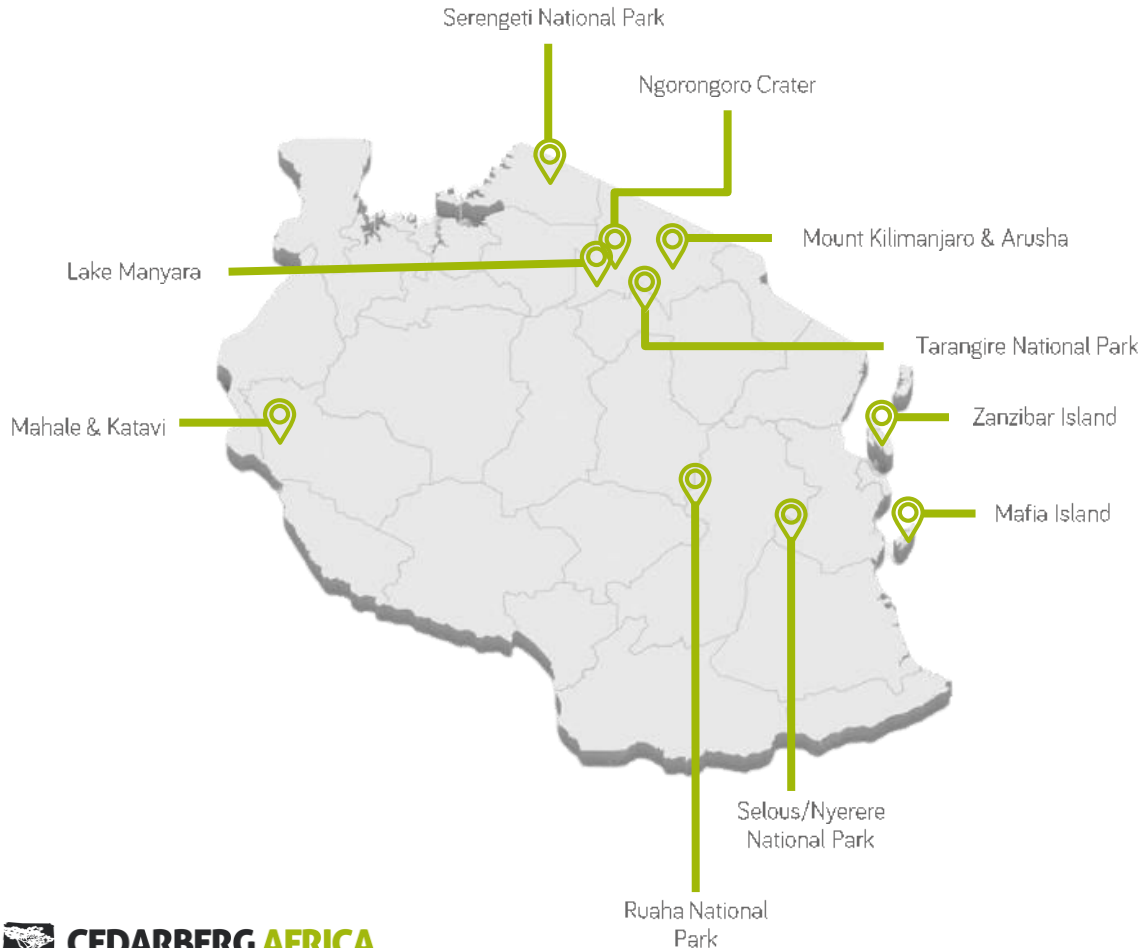 Serengeti National Park
Ngorongoro Crater
Mount Kilimanjaro & Arusha
Lake Manyara
Tarangire National Park
Mahale & Katavi
Zanzibar Island
Mafia Island
Selous/Nyerere
National Park
Ruaha National
Park
CEDARBERG AFRICA